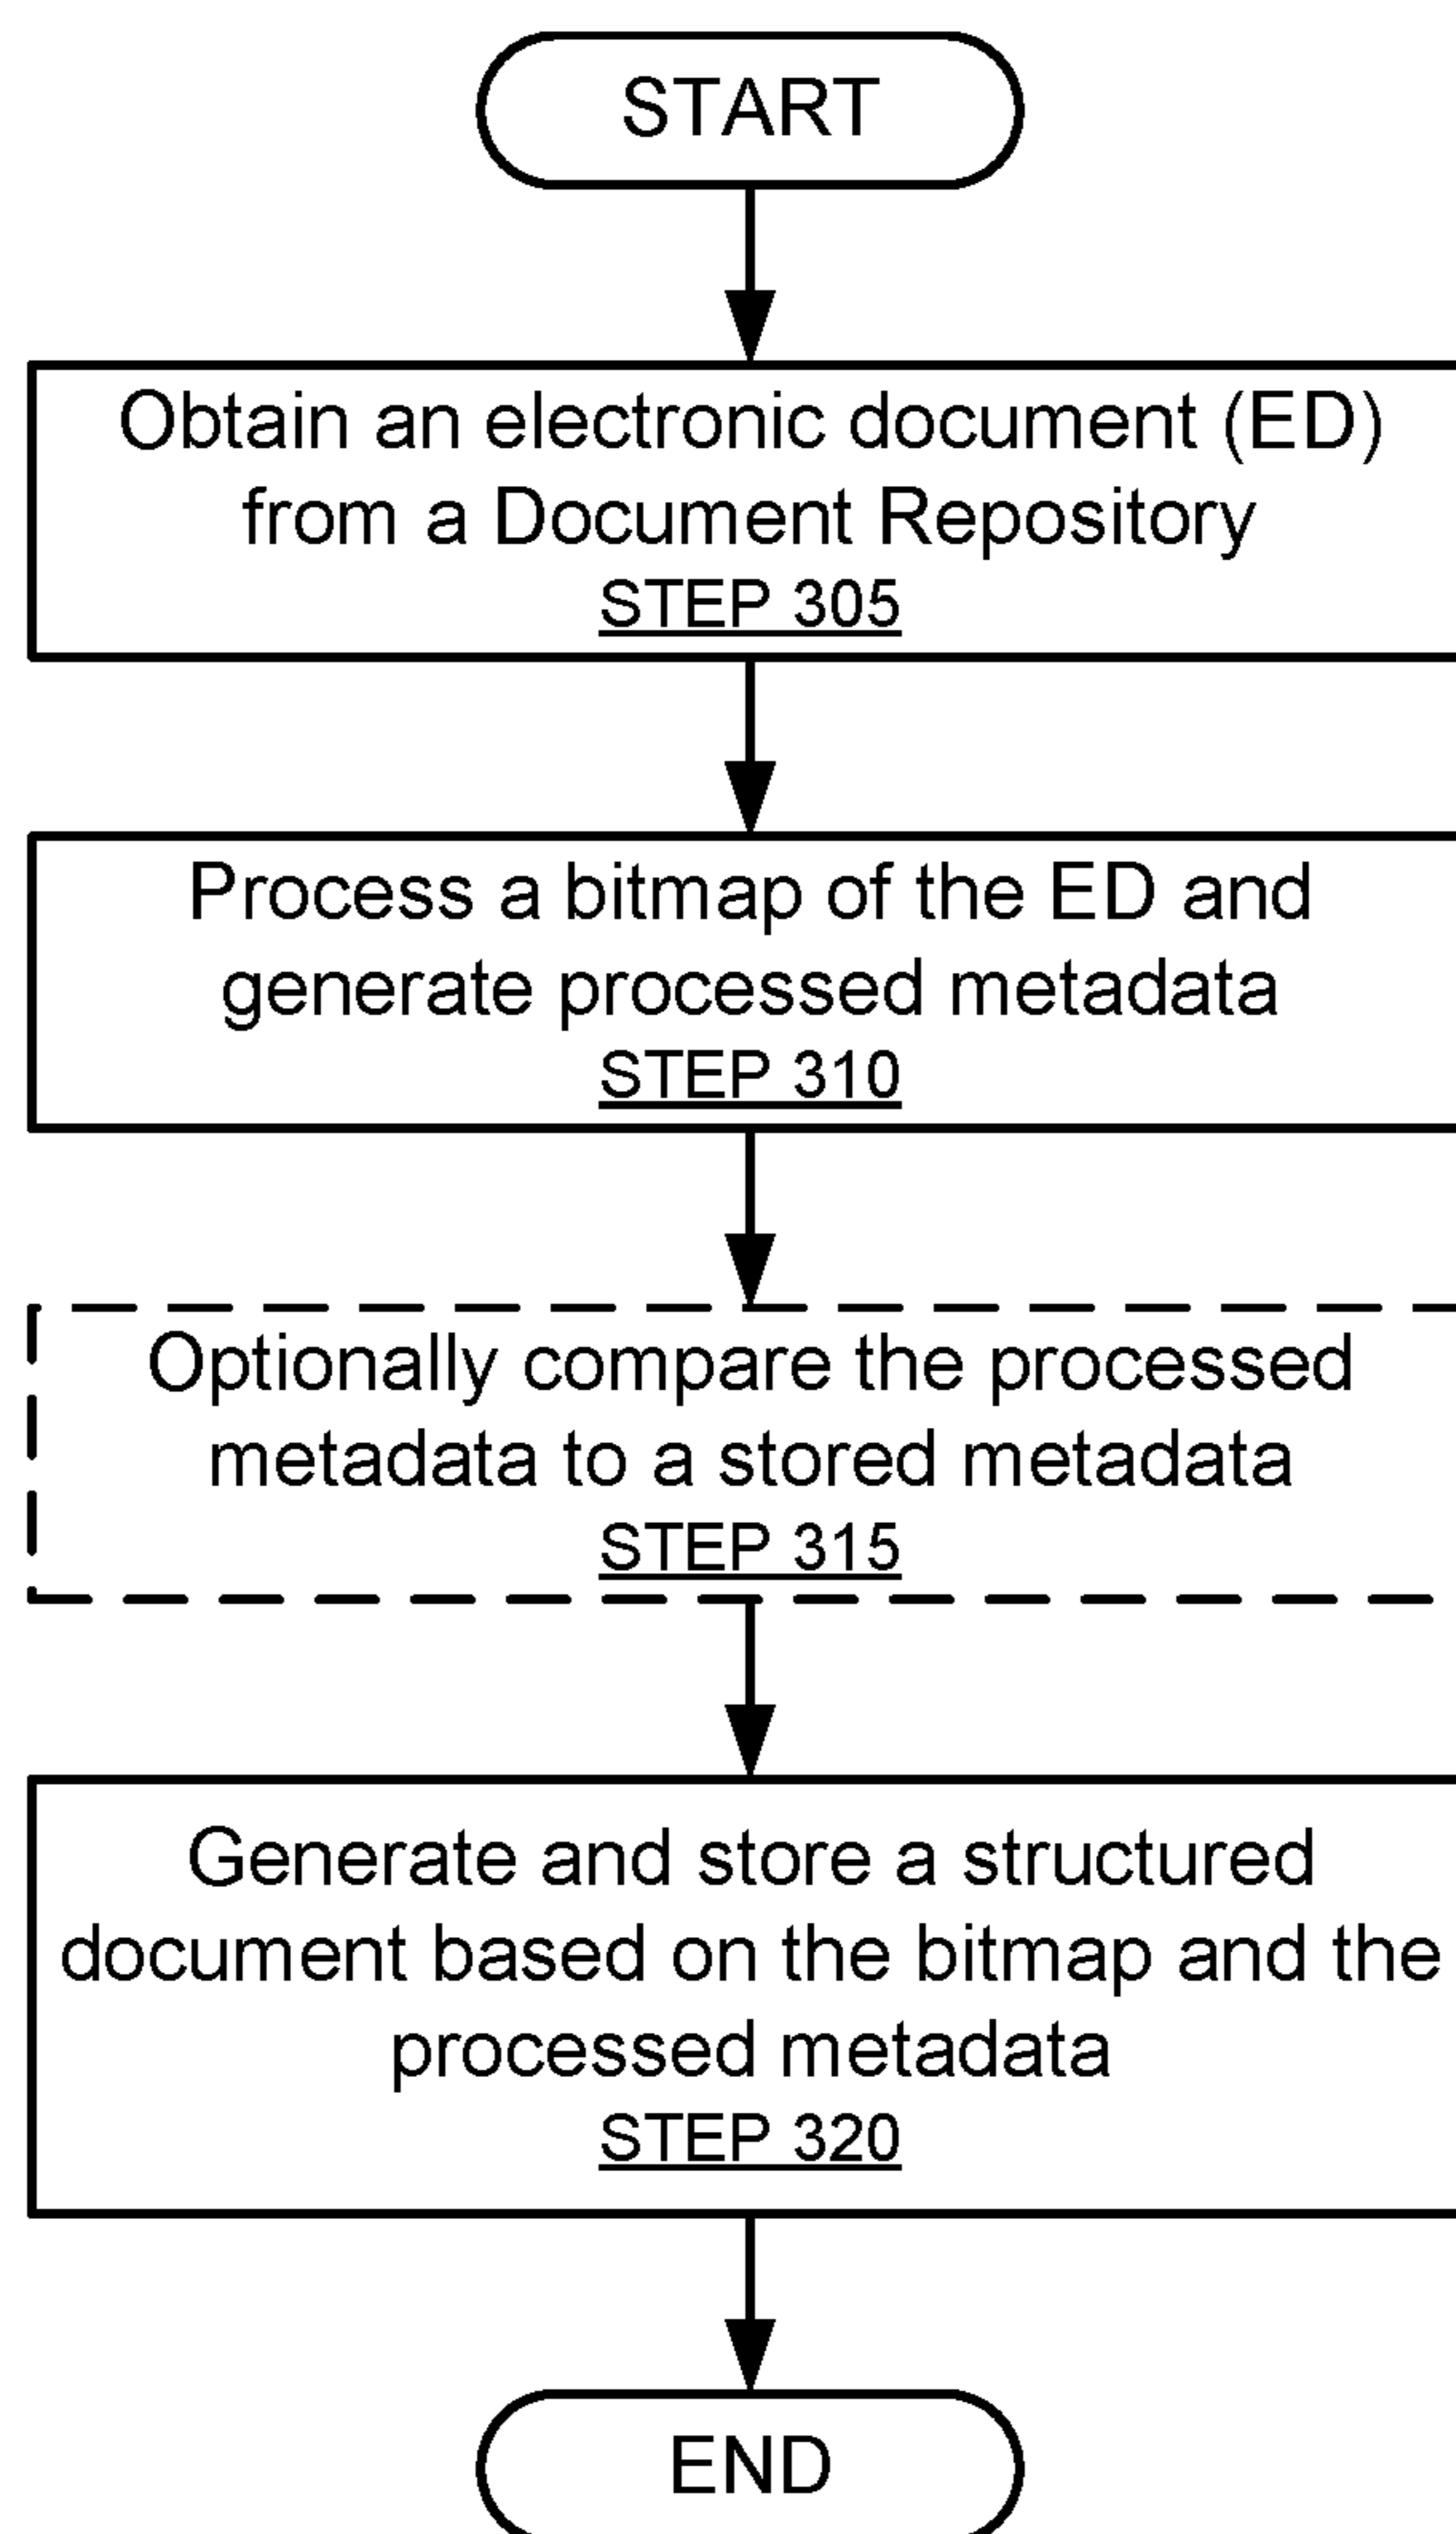 START
Obtain an electronic document (ED)
from a Document Repository
STEP 305
Process a bitmap of the ED and
generate processed metadata
STEP 310
Optionally compare the processed
metadata to a stored metadata
STEP 315
Generate and store a structured
document based on the bitmap and the
processed metadata
STEP 320
END